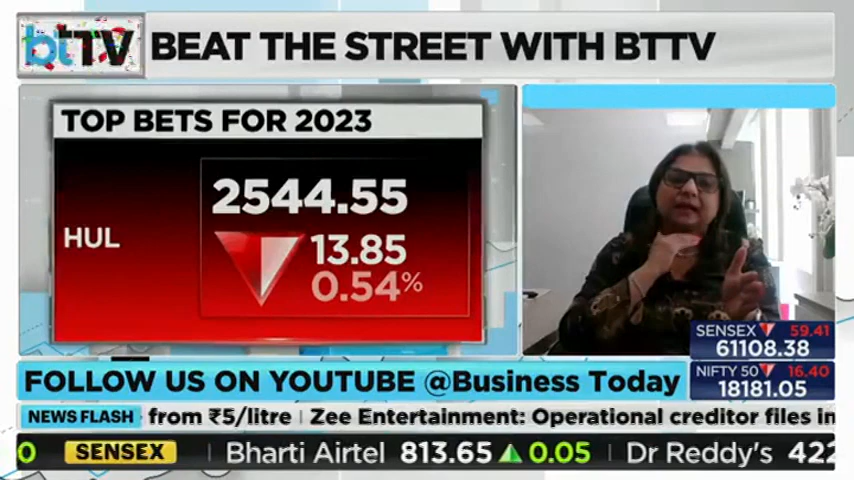 btTV BEAT THE STREET WITH BTTV
TOP BETS FOR 2023
HUL
2544.55
13.85
0.54%
SENSEX 59.41
61108.38
NIFTY 50 16.40
18181.05
FOLLOW US ON YOUTUBE @Business Today
NEWS FLASH from ₹5/litre | Zee Entertainment: Operational creditor files in
0 SENSEX Bharti Airtel 813.65 0.05 | Dr Reddy's 422